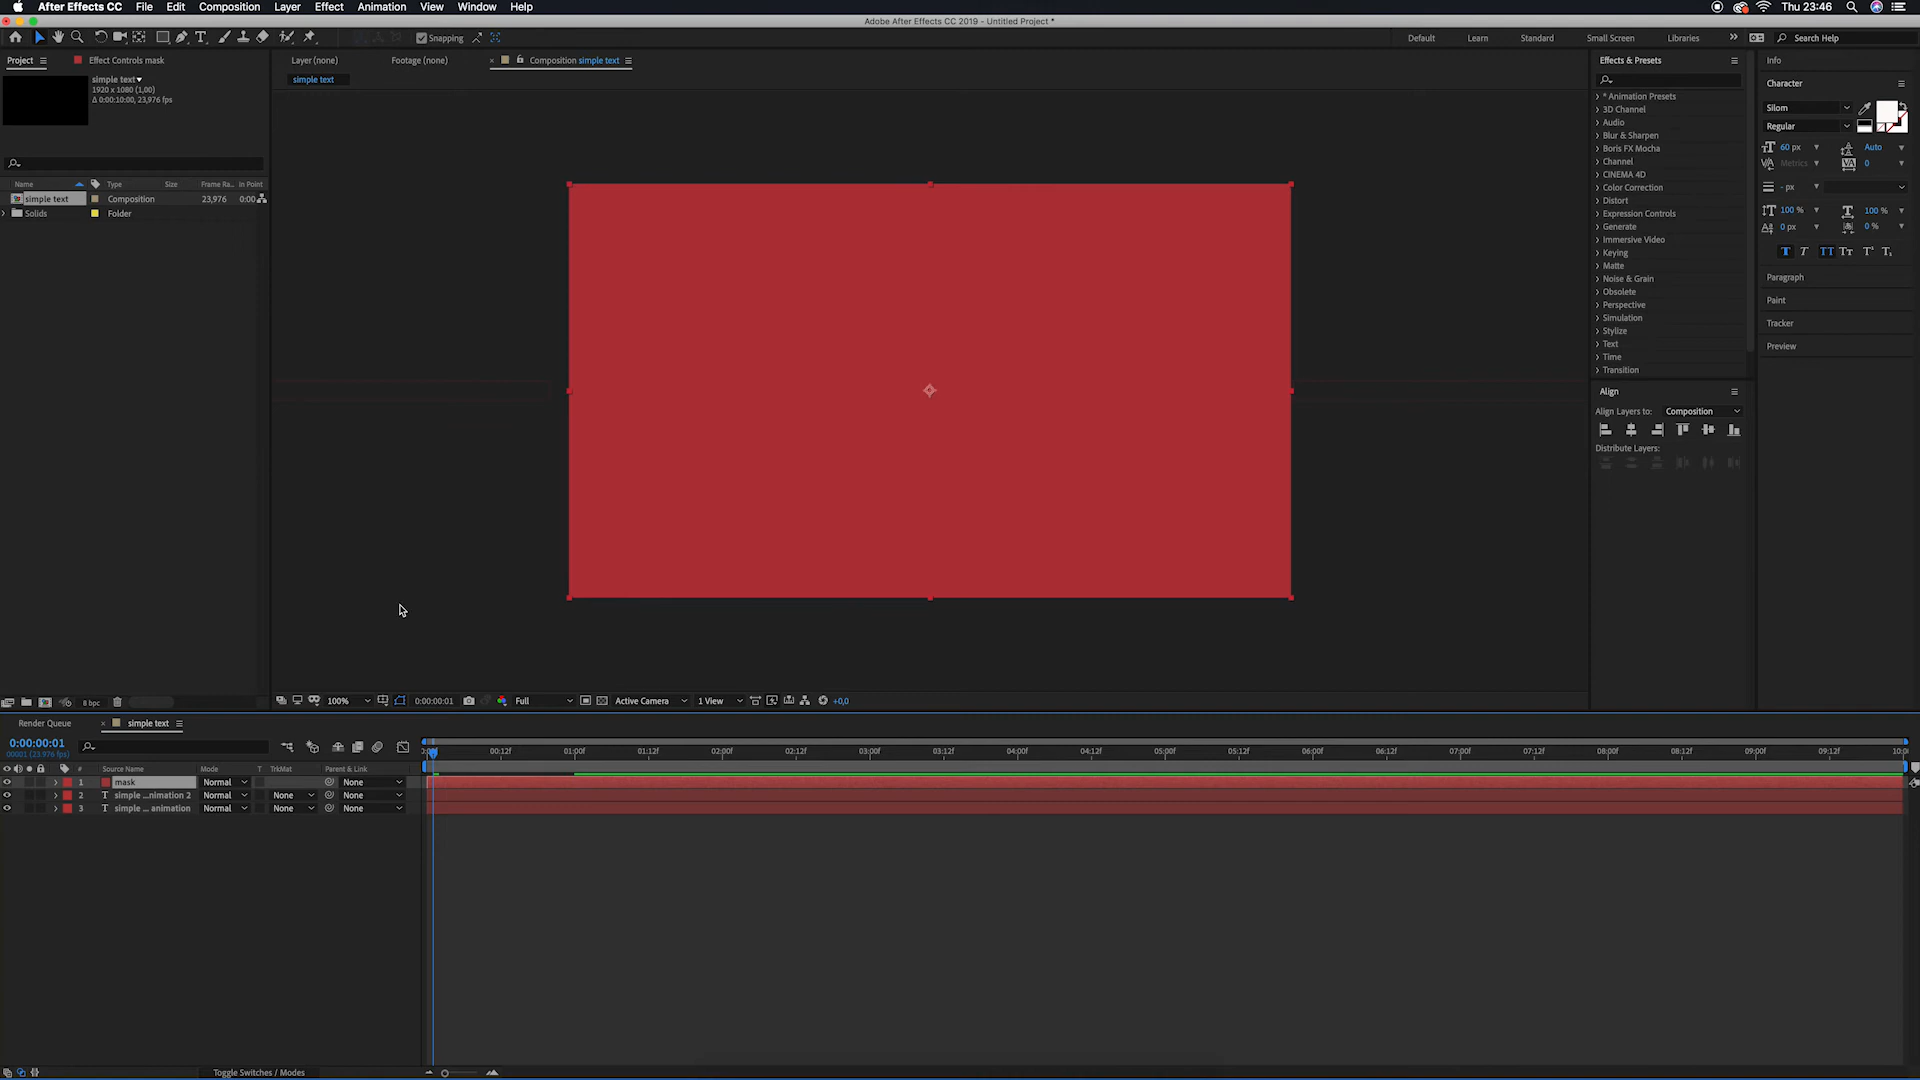 After Effects CC File Edit Composition Layer Effect Animation View Window Help Thu 23:46
Adobe After Effects CC 2019 - Untitled Project *
Snapping Default Learn Standard Small Screen Libraries Search Help
Project Effect Controls mask Layer (none) Footage (none) Composition simple text Effects & Presets Info
simple text
1920 x 1080 (1,00)
Δ 0:00:10:00, 23,976 fps
simple text
Name Type Size Frame Ra... In Point
simple text Composition 23,976 0:00
Solids Folder
* Animation Presets
3D Channel
Audio
Blur & Sharpen
Boris FX Mocha
Channel
CINEMA 4D
Color Correction
Distort
Expression Controls
Generate
Immersive Video
Keying
Matte
Noise & Grain
Obsolete
Perspective
Simulation
Stylize
Text
Time
Transition
Align
Align Layers to: Composition
Distribute Layers:
Character
Silom
Regular
60 px Auto
Metrics 0
- px
100 % 100 %
0 px 0 %
Paragraph
Paint
Tracker
Preview
8 bpc 100% 0:00:00:01 Full Active Camera 1 View +0,0
Render Queue simple text
0:00:00:01
00001 (23.976 fps)
00:12f 01:00f 01:12f 02:00f 02:12f 03:00f 03:12f 04:00f 04:12f 05:00f 05:12f 06:00f 06:12f 07:00f 07:12f 08:00f 08:12f 09:00f 09:12f
# Source Name Mode T TrkMat Parent & Link
1 mask Normal None
2 T simple ...nimation 2 Normal None None
3 T simple ... animation Normal None None
Toggle Switches / Modes